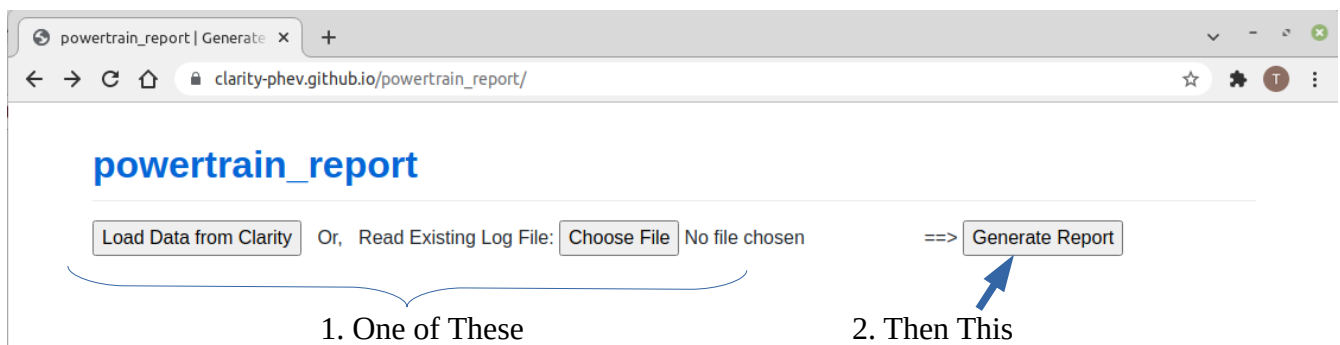 powertrain_report | Generate
clarity-phev.github.io/powertrain_report/
T
powertrain_report
Load Data from Clarity Or, Read Existing Log File: Choose File No file chosen ==> Generate Report
1. One of These 2. Then This